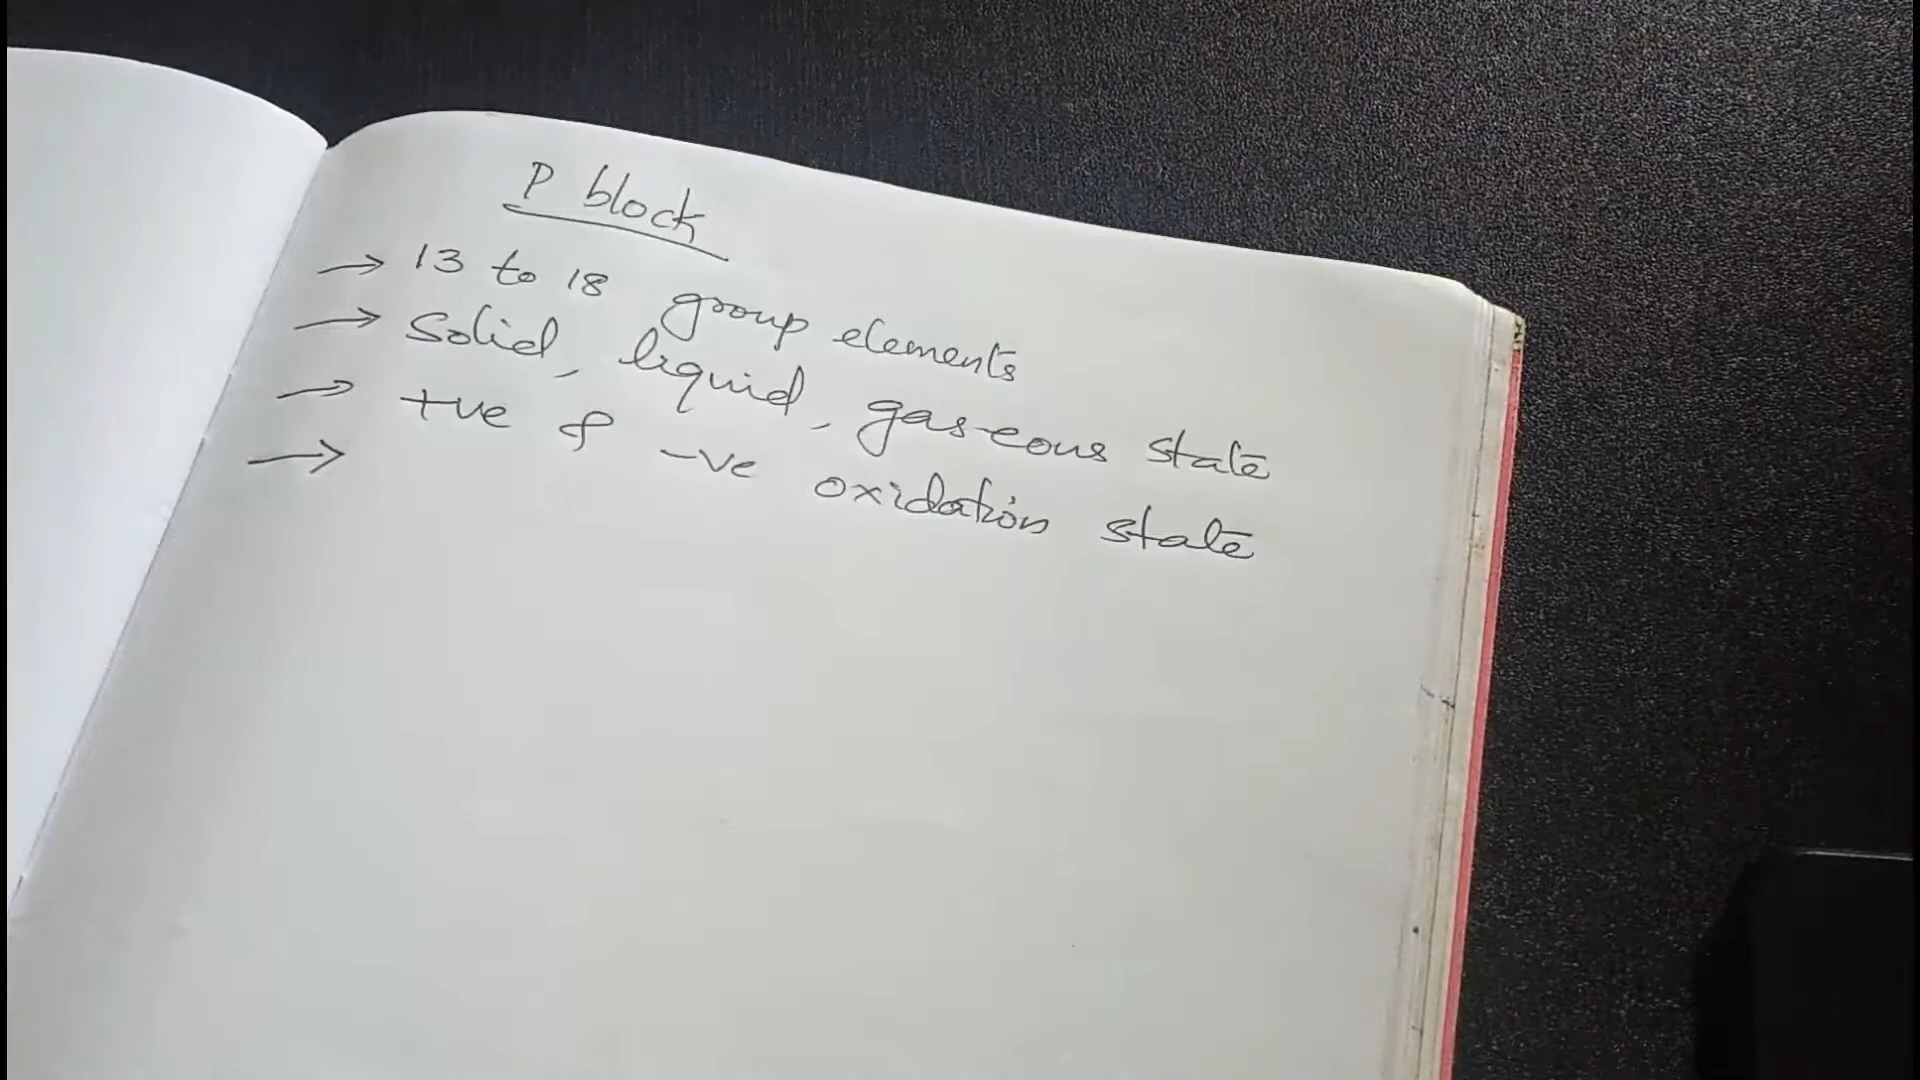 P block
→ 13 to 18 group elements
→ Solid, liquid, gaseous state
→ +ve & -ve oxidation state
→